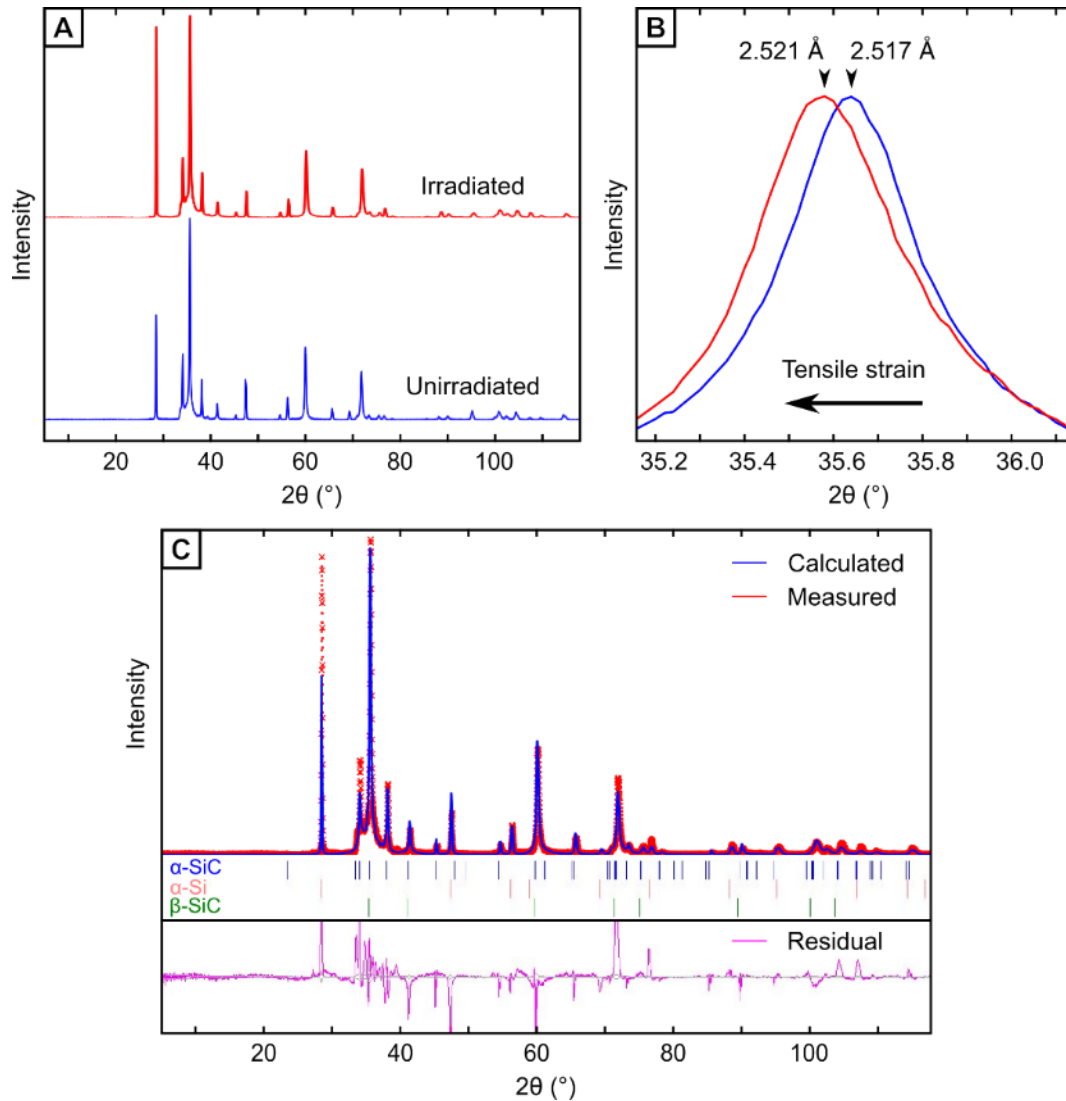 A
Intensity
Irradiated
Unirradiated
20 40 60 80 100
2θ (°)
B
2.521 Å 2.517 Å
Intensity
Tensile strain
35.2 35.4 35.6 35.8 36.0
2θ (°)
C
Calculated
Measured
Intensity
α-SiC
α-Si
β-SiC
Residual
20 40 60 80 100
2θ (°)